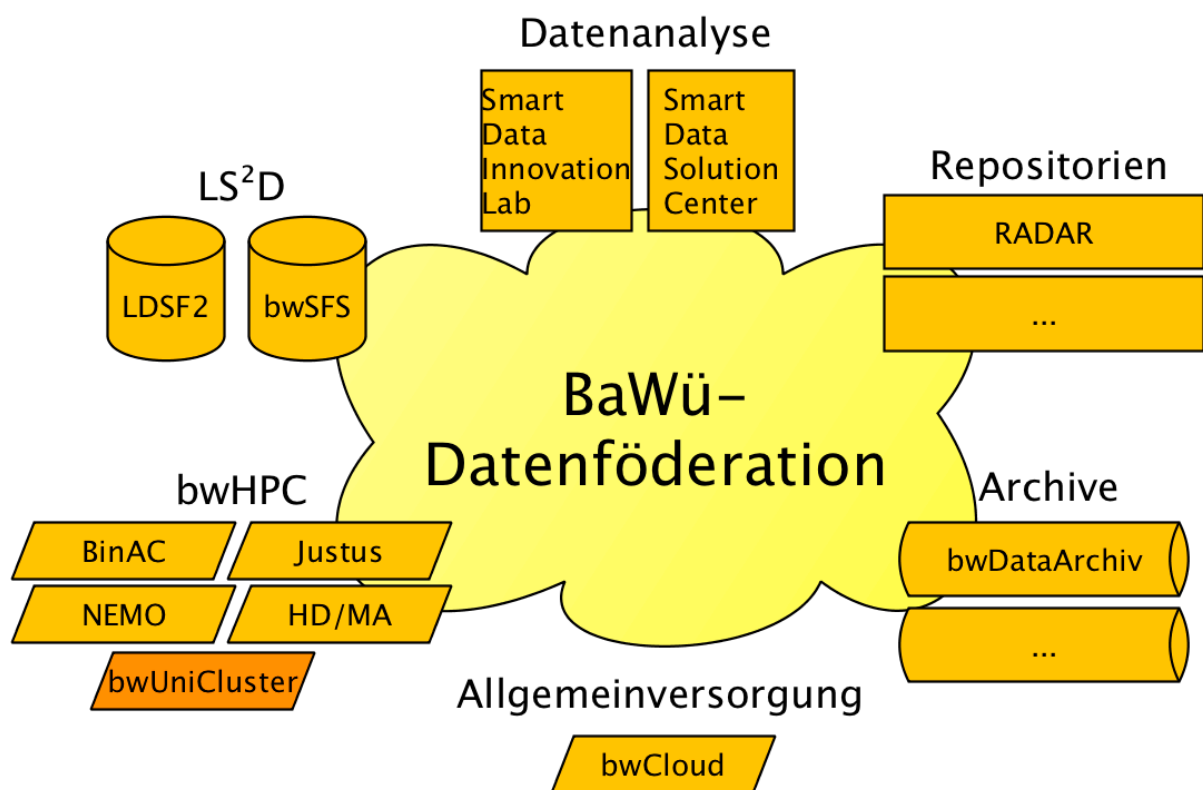 Datenanalyse
Smart
Data
Innovation
Lab
Smart
Data
Solution
Center
LS²D
LDSF2
bwSFS
Repositorien
RADAR
...
BaWü-
Datenföderation
bwHPC
BinAC
Justus
NEMO
HD/MA
bwUniCluster
Archive
bwDataArchiv
...
Allgemeinversorgung
bwCloud